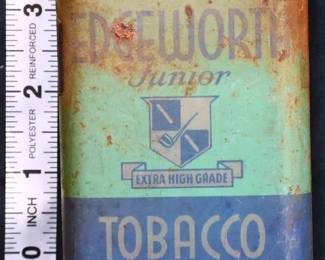 EDGEWORTH
Junior
EXTRA HIGH GRADE
TOBACCO
0 INCH 1 POLYESTER 2 REINFORCED 3